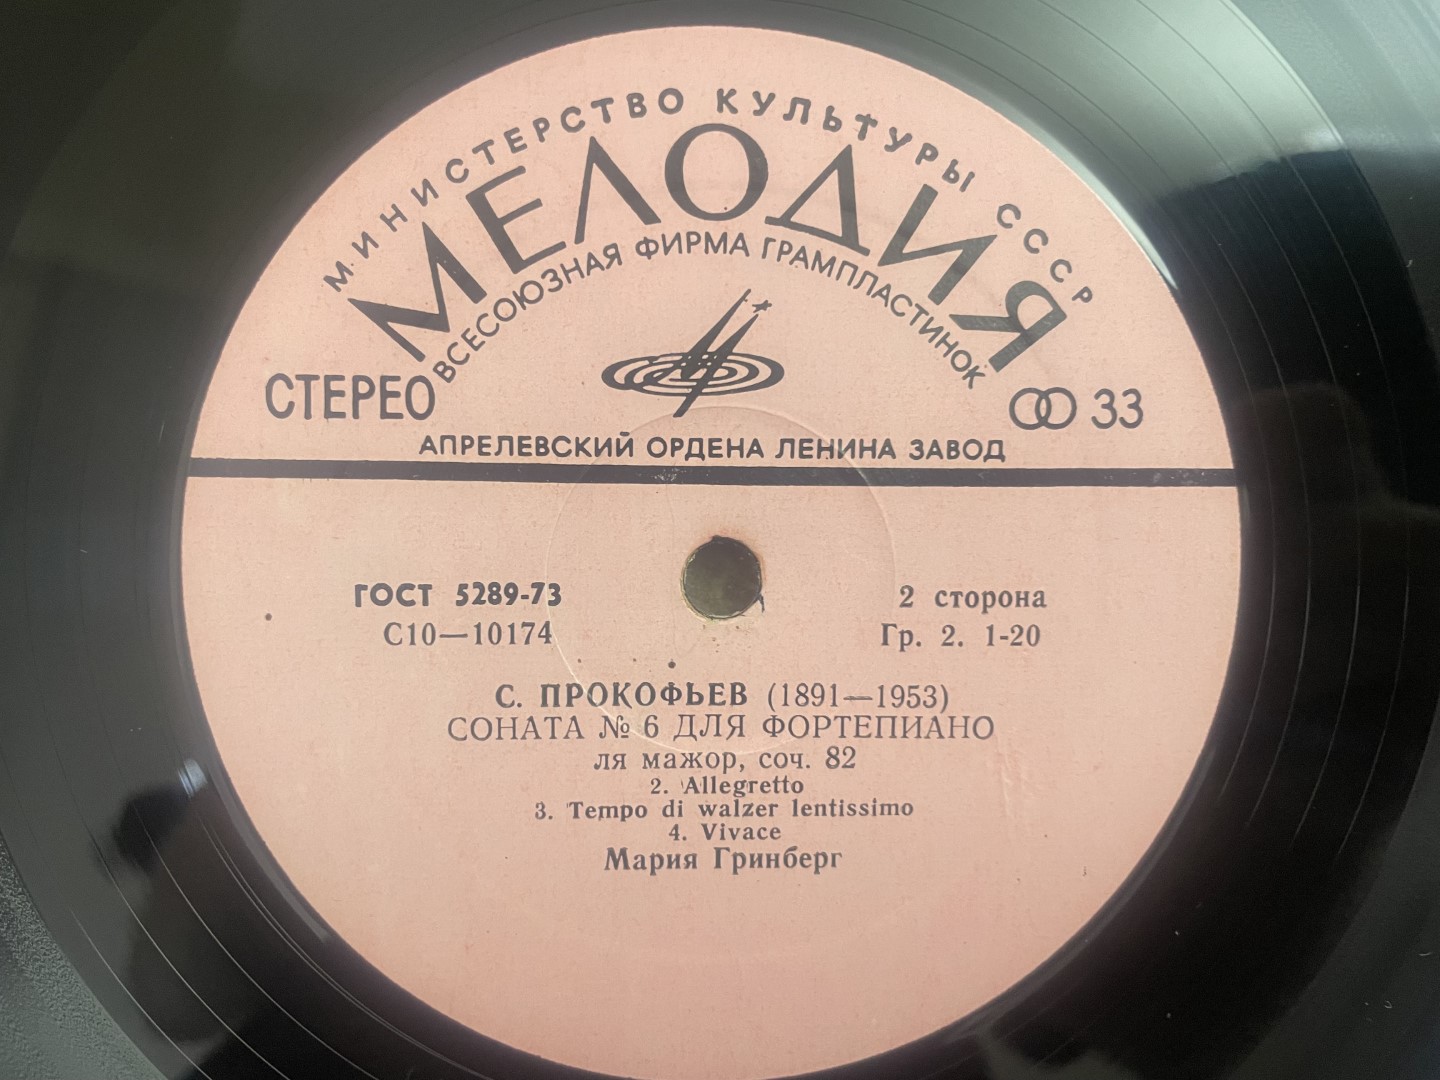 МИНИСТЕРСТВО КУЛЬТУРЫ СССР
МЕЛОДИЯ
ВСЕСОЮЗНАЯ ФИРМА ГРАМПЛАСТИНОК
СТЕРЕО
33
АПРЕЛЕВСКИЙ ОРДЕНА ЛЕНИНА ЗАВОД
ГОСТ 5289-73
2 сторона
С10—10174
Гр. 2. 1-20
С. ПРОКОФЬЕВ (1891—1953)
СОНАТА № 6 ДЛЯ ФОРТЕПИАНО
ля мажор, соч. 82
2. Allegretto
3. Tempo di walzer lentissimo
4. Vivace
Мария Гринберг